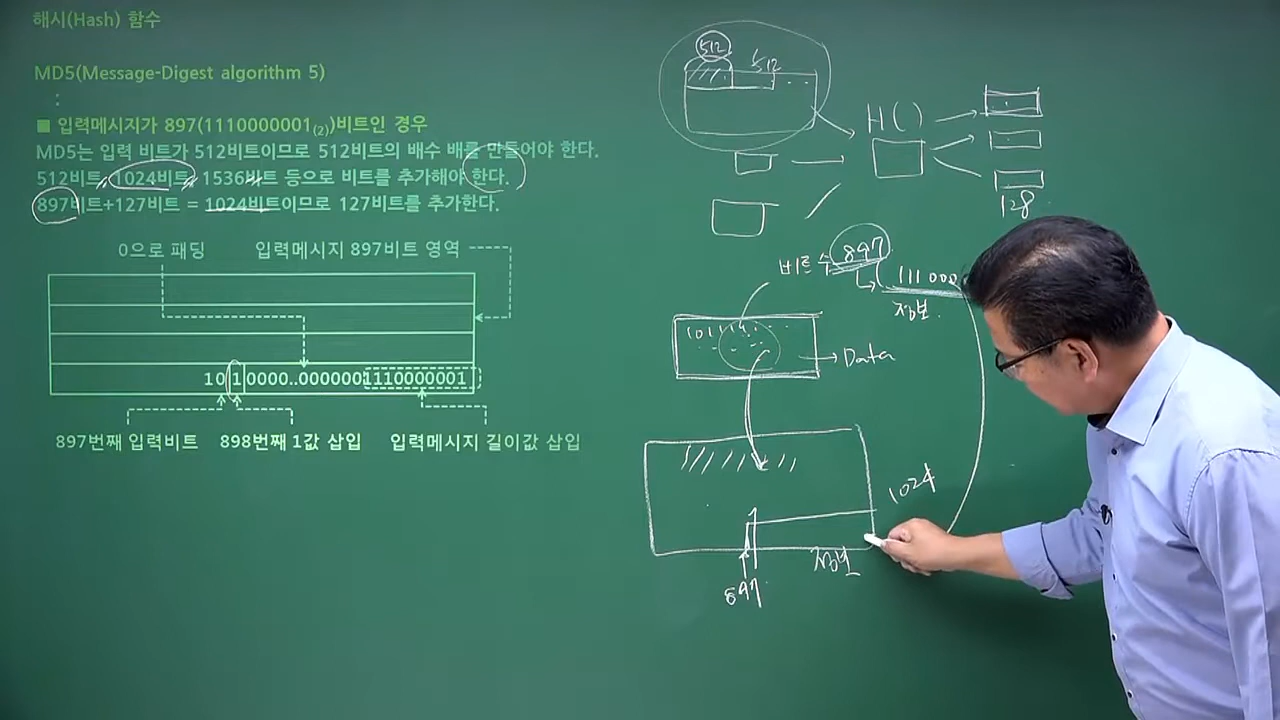 해시(Hash) 함수
MD5(Message-Digest algorithm 5)
:
■ 입력메시지가 897(1110000001(2))비트인 경우
MD5는 입력 비트가 512비트이므로 512비트의 배수 배를 만들어야 한다.
512비트, 1024비트, 1536비트 등으로 비트를 추가해야 한다.
897비트+127비트 = 1024비트이므로 127비트를 추가한다.
0으로 패딩
입력메시지 897비트 영역
10 1 0000..0000001110000001
897번째 입력비트
898번째 1값 삽입
입력메시지 길이값 삽입
512
512
H( )
128
비트수 897
111000
정보
101114
Data
1024
정보
897